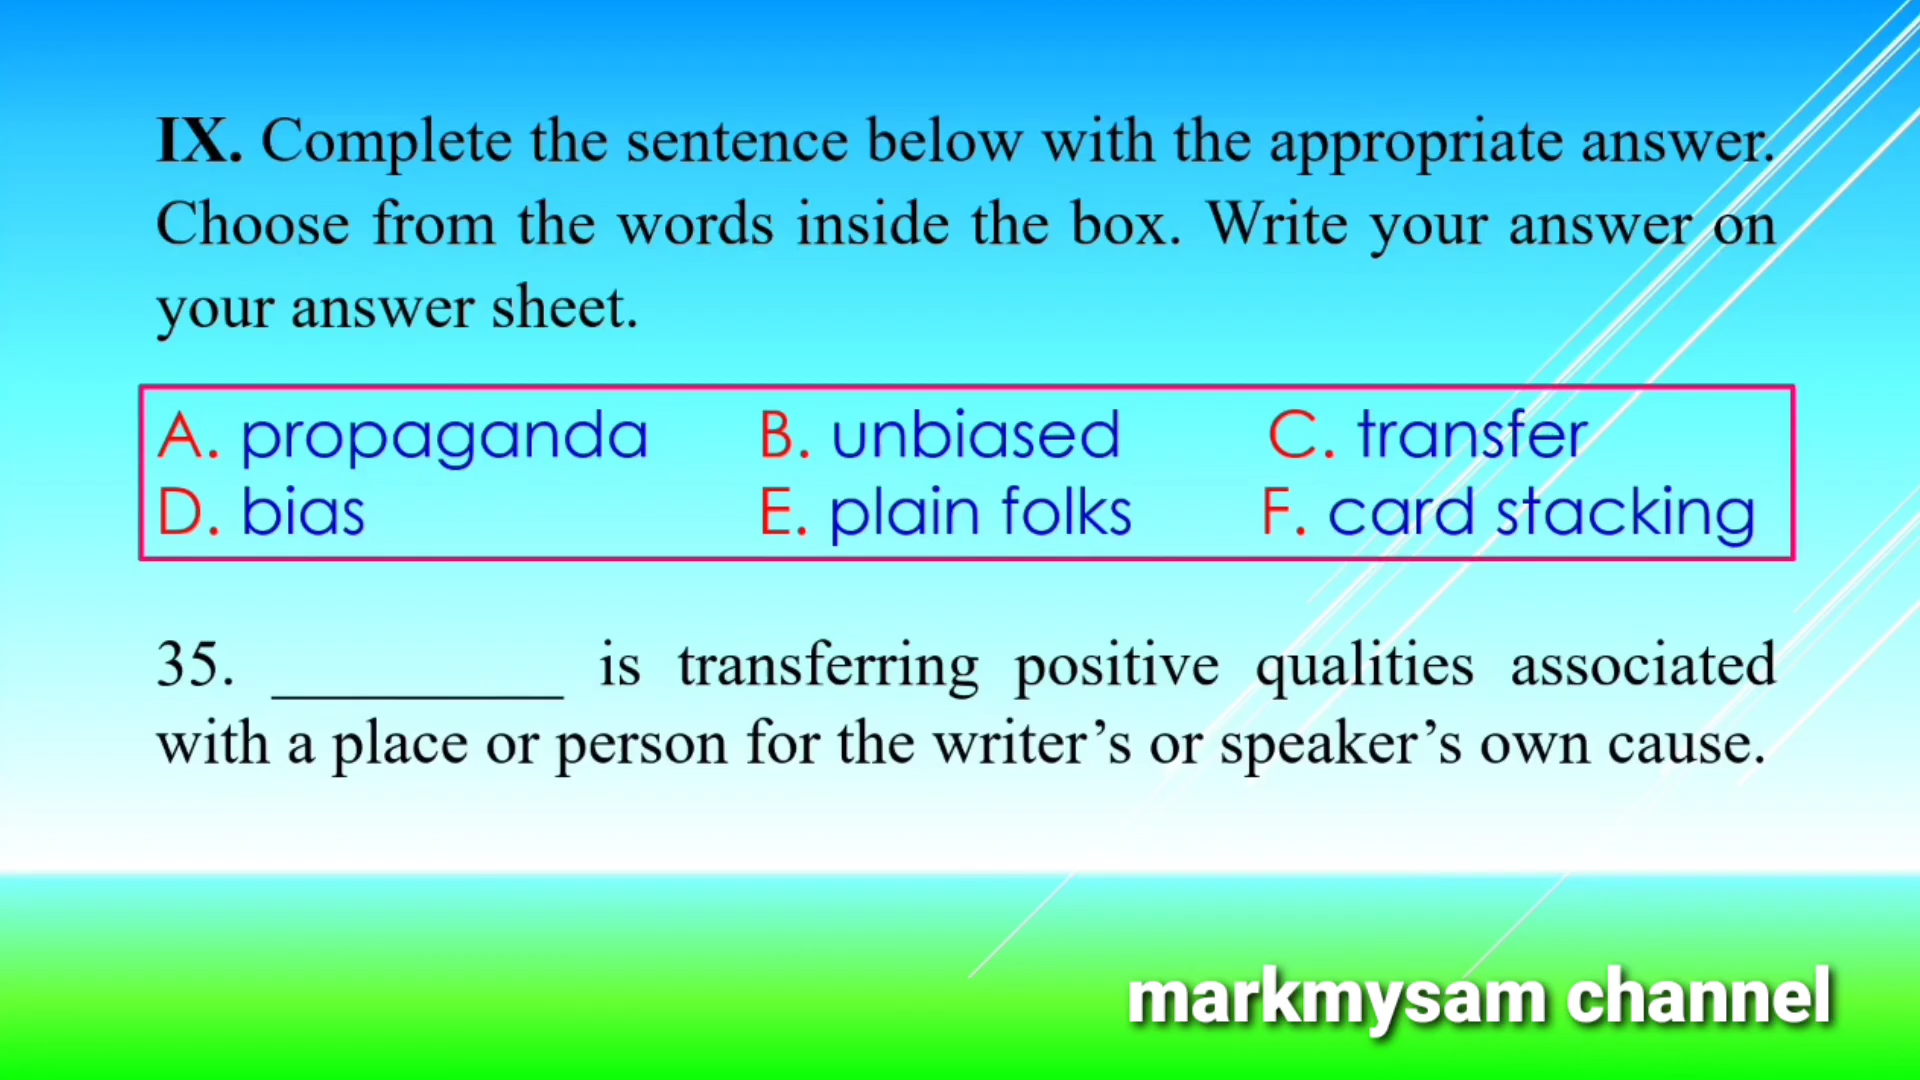 IX. Complete the sentence below with the appropriate answer.
Choose from the words inside the box. Write your answer on
your answer sheet.
A. propaganda B. unbiased C. transfer
D. bias E. plain folks F. card stacking
35. _________ is transferring positive qualities associated
with a place or person for the writer’s or speaker’s own cause.
markmysam channel